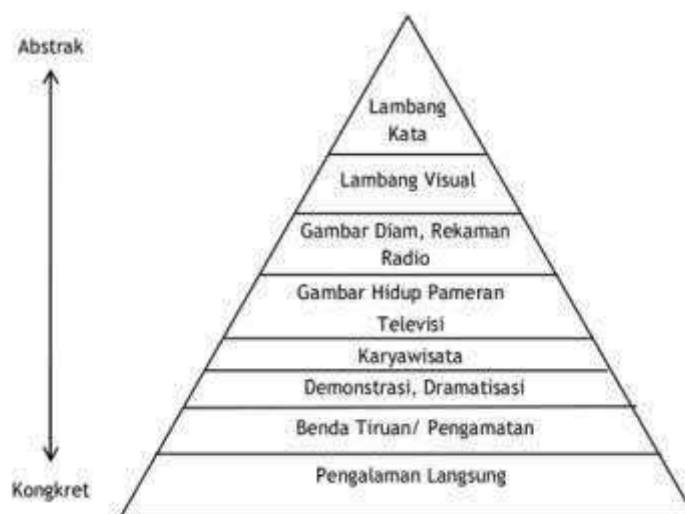 Abstrak
Lambang
Kata
Lambang Visual
Gambar Diam, Rekaman
Radio
Gambar Hidup Pameran
Televisi
Karyawisata
Demonstrasi, Dramatisasi
Benda Tiruan/ Pengamatan
Pengalaman Langsung
Kongkret